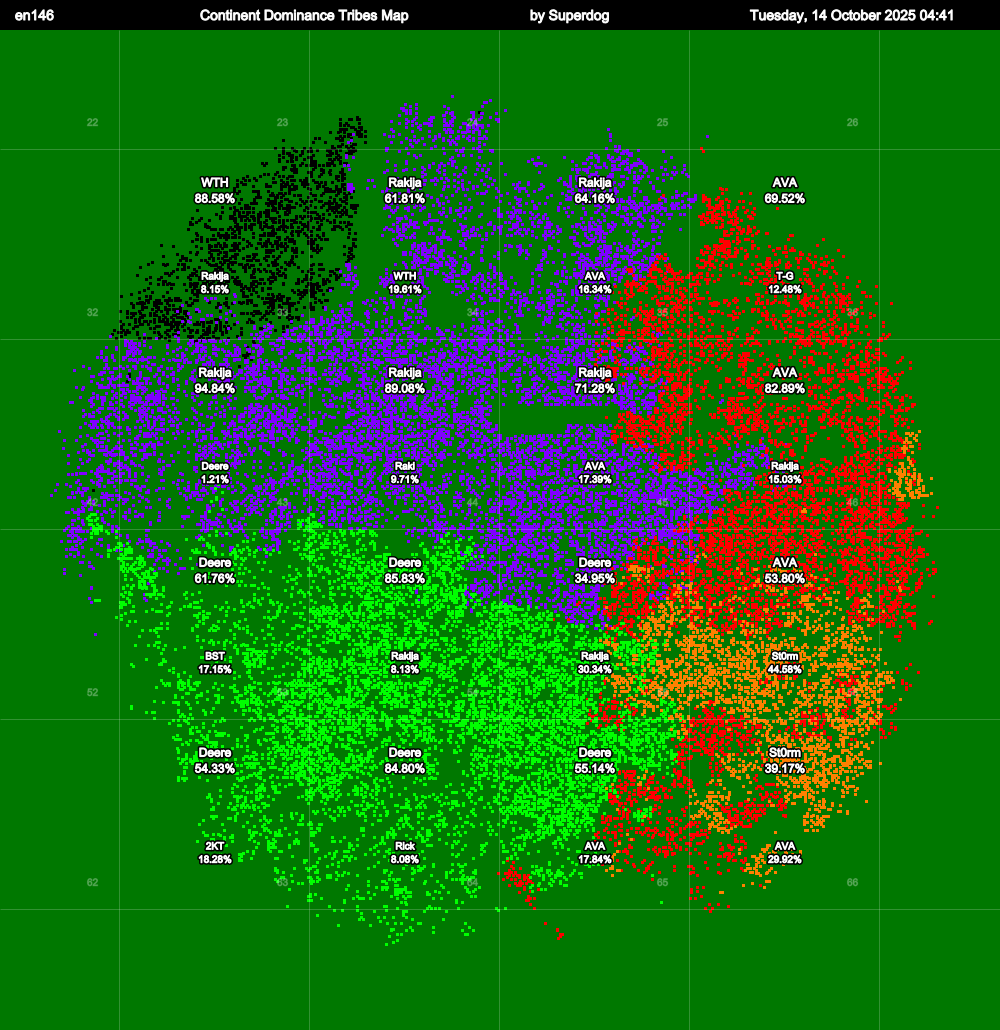 en146 Continent Dominance Tribes Map by Superdog Tuesday, 14 October 2025 04:41
22 23 24 25 26
WTH Rakija Rakija AVA
88.58% 61.81% 64.16% 69.52%
Rakija WTH AVA T-G
8.15% 19.61% 16.34% 12.48%
32 33 34 35 36
Rakija Rakija Rakija AVA
94.84% 89.08% 71.28% 82.89%
Deere Raki AVA Rakija
1.21% 9.71% 17.39% 15.03%
42 43 44 45 46
Deere Deere Deere AVA
61.76% 85.83% 34.95% 53.80%
BST Rakija Rakija St0rm
17.15% 8.13% 30.34% 44.58%
52
Deere Deere Deere St0rm
54.33% 84.80% 55.14% 39.17%
2KT Rick AVA AVA
18.28% 8.08% 17.84% 29.92%
62 63 64 65 66